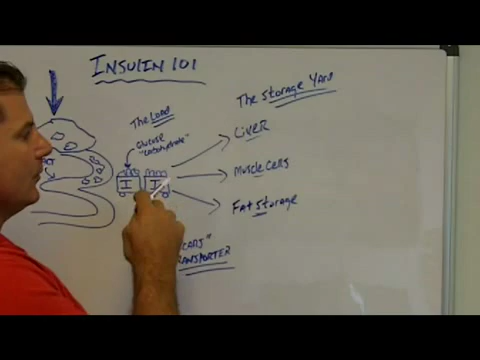 INSULIN 101
The Load
GLUCOSE
"carbohydrate"
I I
The Storage Yard
LIVER
Muscle Cells
Fat Storage
CARS"
TRANSPORTER